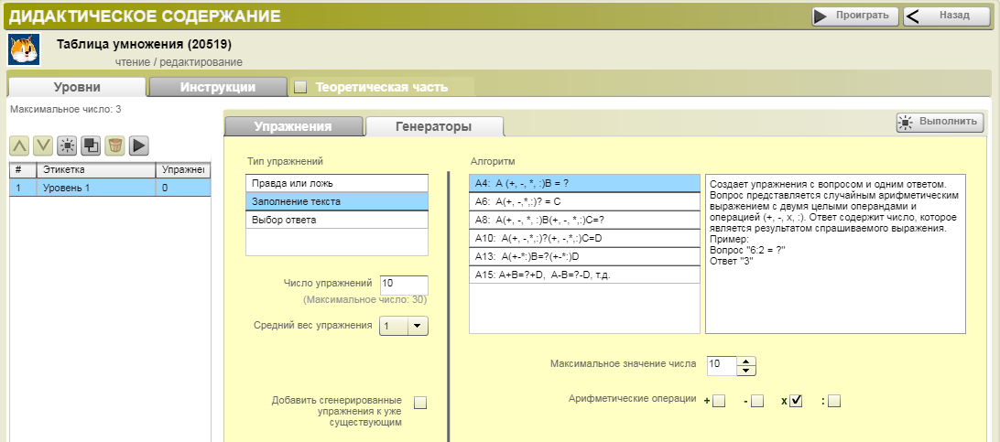 ДИДАКТИЧЕСКОЕ СОДЕРЖАНИЕ
Проиграть
Назад
Таблица умножения (20519)
чтение / редактирование
Уровни
Инструкции
Теоретическая часть
Максимальное число: 3
# Этикетка Упражнен
1 Уровень 1 0
Упражнения
Генераторы
Выполнить
Тип упражнений
Правда или ложь
Заполнение текста
Выбор ответа
Число упражнений 10
(Максимальное число: 30)
Средний вес упражнения 1
Добавить сгенерированные
упражнения к уже
существующим
Алгоритм
A4: A (+, -, *, :)B = ?
A6: A(+, -,*,:)? = C
A8: A(+, -, *, :)B(+, -, *,:)C=?
A10: A(+, -,*,:)?(+, -,*,:)C=D
A13: A(+-*:)B=?(+-*:)D
A15: A+B=?+D, A-B=?-D, т.д.
Создает упражнения с вопросом и одним ответом.
Вопрос представляется случайным арифметическим
выражением с двумя целыми операндами и
операцией (+, -, x, :). Ответ содержит число, которое
является результатом спрашиваемого выражения.
Пример:
Вопрос "6:2 = ?"
Ответ "3"
Максимальное значение числа 10
Арифметические операции + - x :